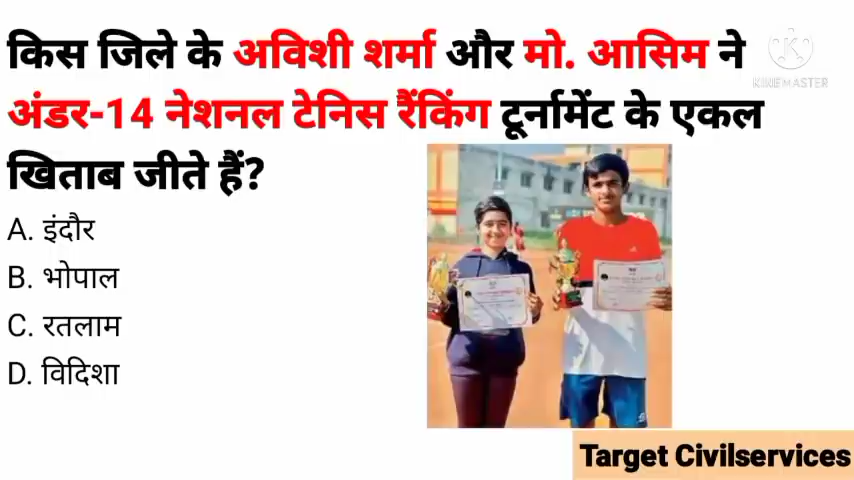 किस जिले के अविशी शर्मा और मो. आसिम ने
अंडर-14 नेशनल टेनिस रैंकिंग टूर्नामेंट के एकल
खिताब जीते हैं?
A. इंदौर
B. भोपाल
C. रतलाम
D. विदिशा
KINEMASTER
Target Civilservices